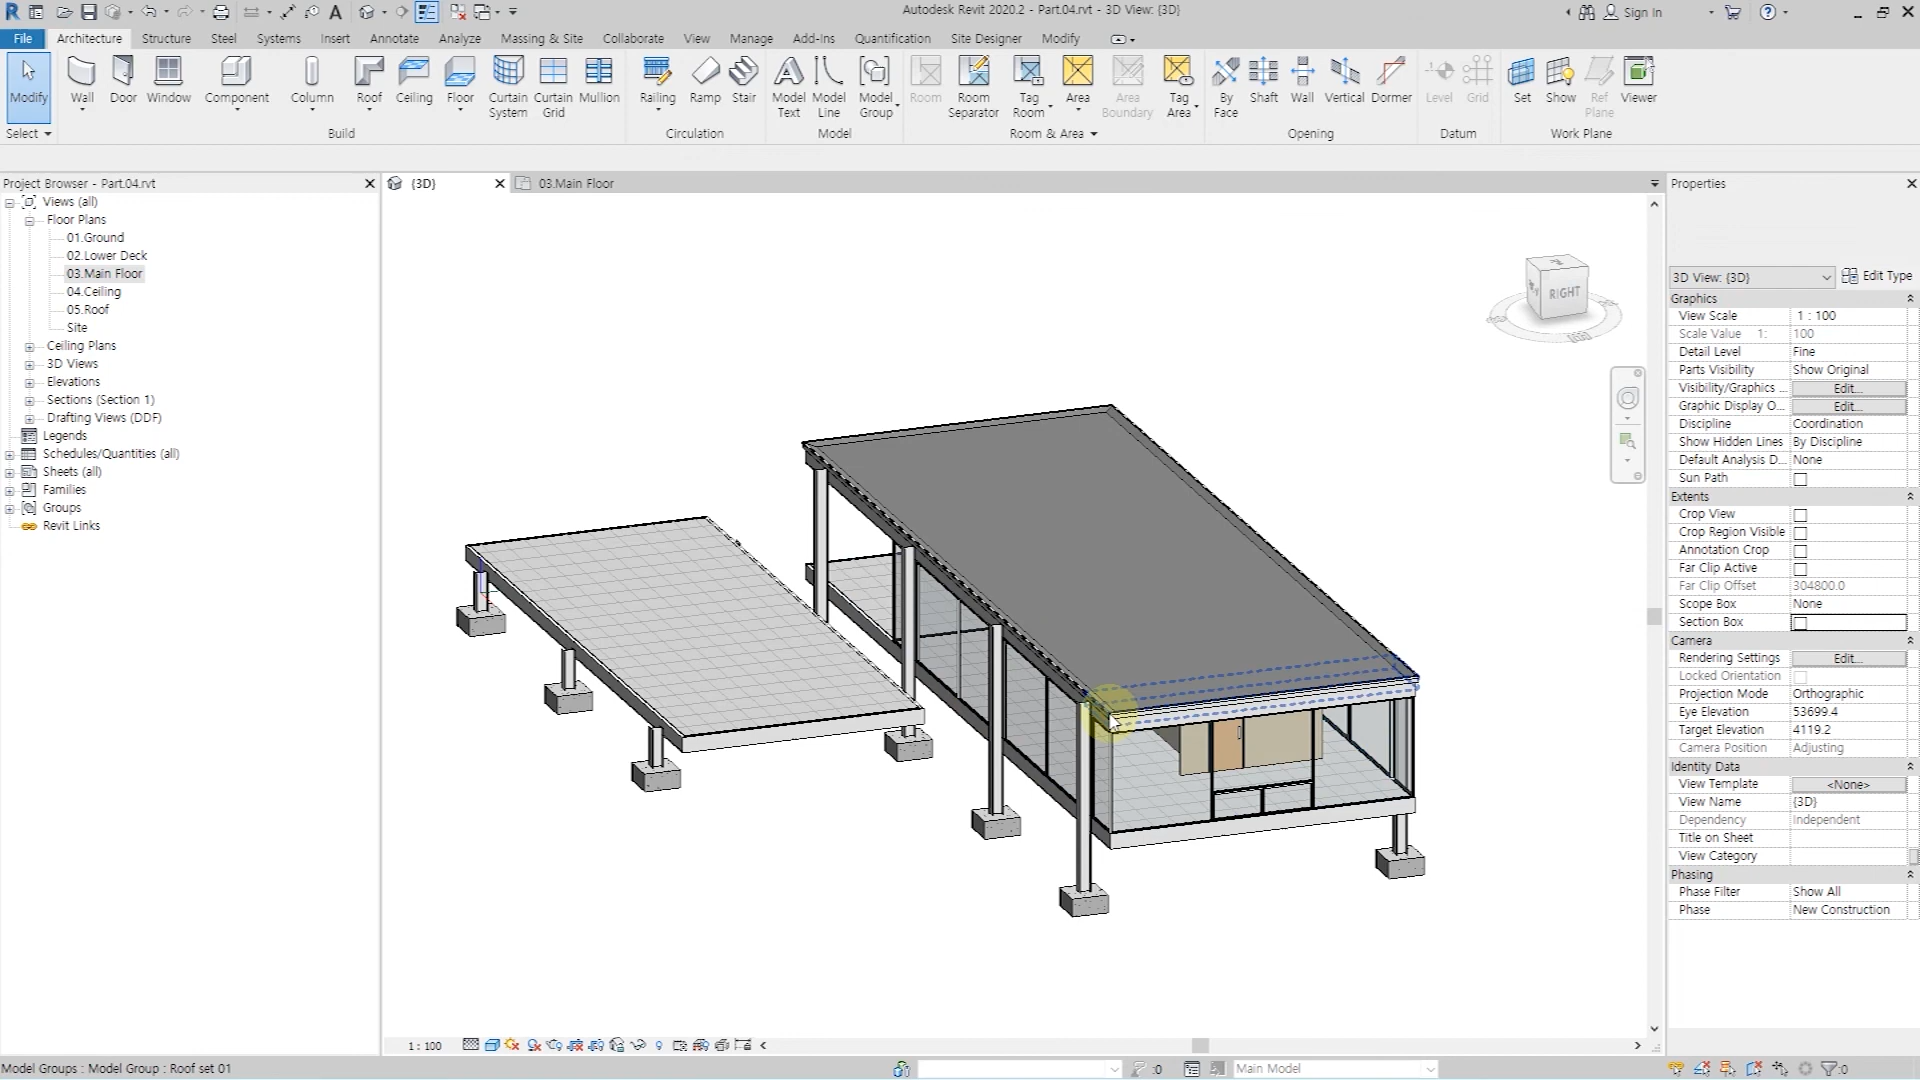 Autodesk Revit 2020.2 - Part.04.rvt - 3D View: {3D}
Sign In
File
Architecture
Structure
Steel
Systems
Insert
Annotate
Analyze
Massing & Site
Collaborate
View
Manage
Add-Ins
Quantification
Site Designer
Modify
Modify
Wall
Door
Window
Component
Column
Roof
Ceiling
Floor
Curtain System
Curtain Grid
Mullion
Railing
Ramp
Stair
Model Text
Model Line
Model Group
Room
Room Separator
Tag Room
Area
Area Boundary
Tag Area
By Face
Shaft
Wall
Vertical
Dormer
Level
Grid
Set
Show
Ref Plane
Viewer
Select
Build
Circulation
Model
Room & Area
Opening
Datum
Work Plane
Project Browser - Part.04.rvt
Views (all)
Floor Plans
01.Ground
02.Lower Deck
03.Main Floor
04.Ceiling
05.Roof
Site
Ceiling Plans
3D Views
Elevations
Sections (Section 1)
Drafting Views (DDF)
Legends
Schedules/Quantities (all)
Sheets (all)
Families
Groups
Revit Links
{3D}
03.Main Floor
RIGHT
Properties
3D View: {3D}
Edit Type
Graphics
View Scale 1 : 100
Scale Value 1: 100
Detail Level Fine
Parts Visibility Show Original
Visibility/Graphics ... Edit...
Graphic Display O... Edit...
Discipline Coordination
Show Hidden Lines By Discipline
Default Analysis D... None
Sun Path
Extents
Crop View
Crop Region Visible
Annotation Crop
Far Clip Active
Far Clip Offset 304800.0
Scope Box None
Section Box
Camera
Rendering Settings Edit...
Locked Orientation
Projection Mode Orthographic
Eye Elevation 53699.4
Target Elevation 4119.2
Camera Position Adjusting
Identity Data
View Template <None>
View Name {3D}
Dependency Independent
Title on Sheet
View Category
Phasing
Phase Filter Show All
Phase New Construction
1 : 100
Model Groups : Model Group : Roof set 01
:0
Main Model
:0